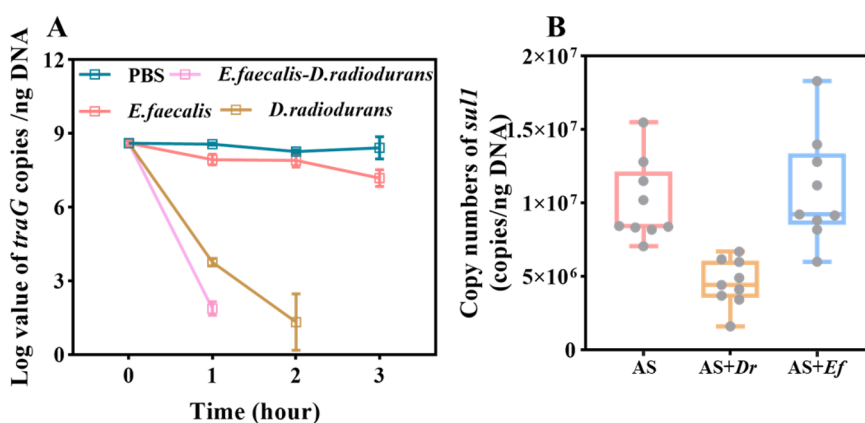 A
Log value of traG copies /ng DNA
12
9
6
3
0
PBS
E.faecalis-D.radiodurans
E.faecalis
D.radiodurans
0 1 2 3
Time (hour)
B
Copy numbers of sul1
(copies/ng DNA)
2×10⁷
1.5×10⁷
1×10⁷
5×10⁶
0
AS AS+Dr AS+Ef